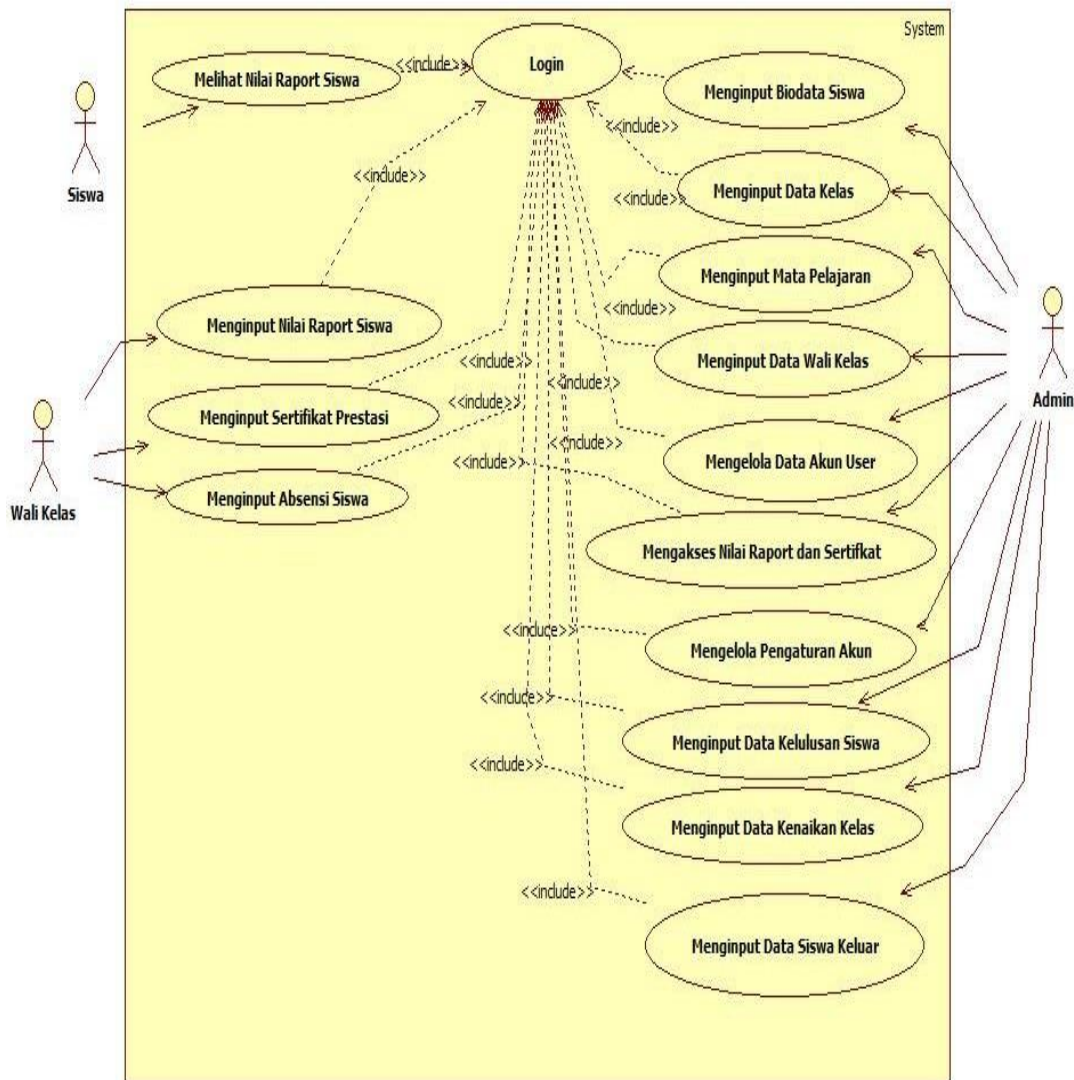 System
Login
<<include>>
Melihat Nilai Raport Siswa
Menginput Biodata Siswa
<<include>>
<<include>>
Siswa
Menginput Data Kelas
<<include>>
Menginput Mata Pelajaran
<<include>>
Menginput Nilai Raport Siswa
<<include>>
Menginput Data Wali Kelas
<<include>>
Admin
<<include>>
Menginput Sertifikat Prestasi
<<include>>
Mengelola Data Akun User
<<include>>
Menginput Absensi Siswa
Wali Kelas
Mengakses Nilai Raport dan Sertifkat
<<include>>
Mengelola Pengaturan Akun
<<include>>
Menginput Data Kelulusan Siswa
<<include>>
Menginput Data Kenaikan Kelas
<<include>>
Menginput Data Siswa Keluar